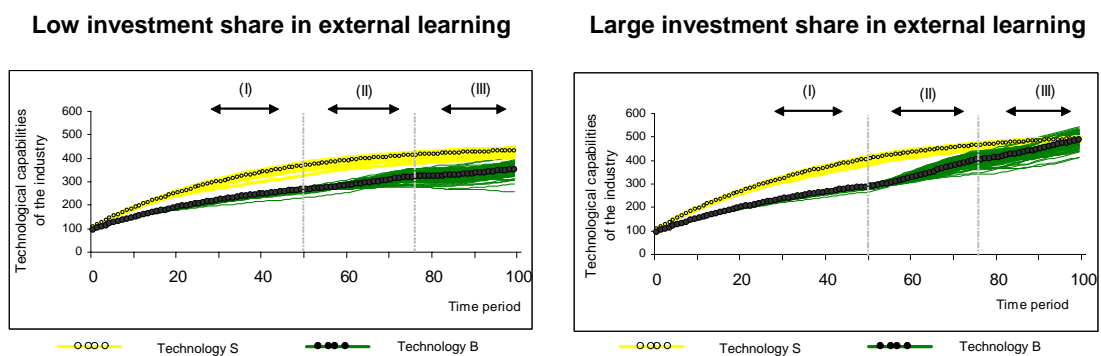 Low investment share in external learning
Technological capabilities
of the industry
600
500
400
300
200
100
0
(I)
(II)
(III)
0
20
40
60
80
100
Time period
Technology S
Technology B
Large investment share in external learning
Technological capabilities
of the industry
600
500
400
300
200
100
0
(I)
(II)
(III)
0
20
40
60
80
100
Time period
Technology S
Technology B